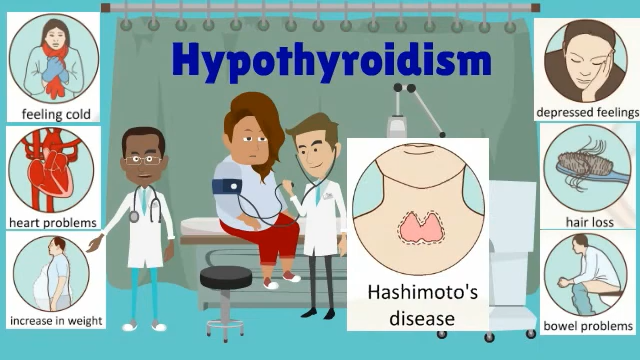 Hypothyroidism
feeling cold
heart problems
increase in weight
Hashimoto's
disease
depressed feelings
hair loss
bowel problems